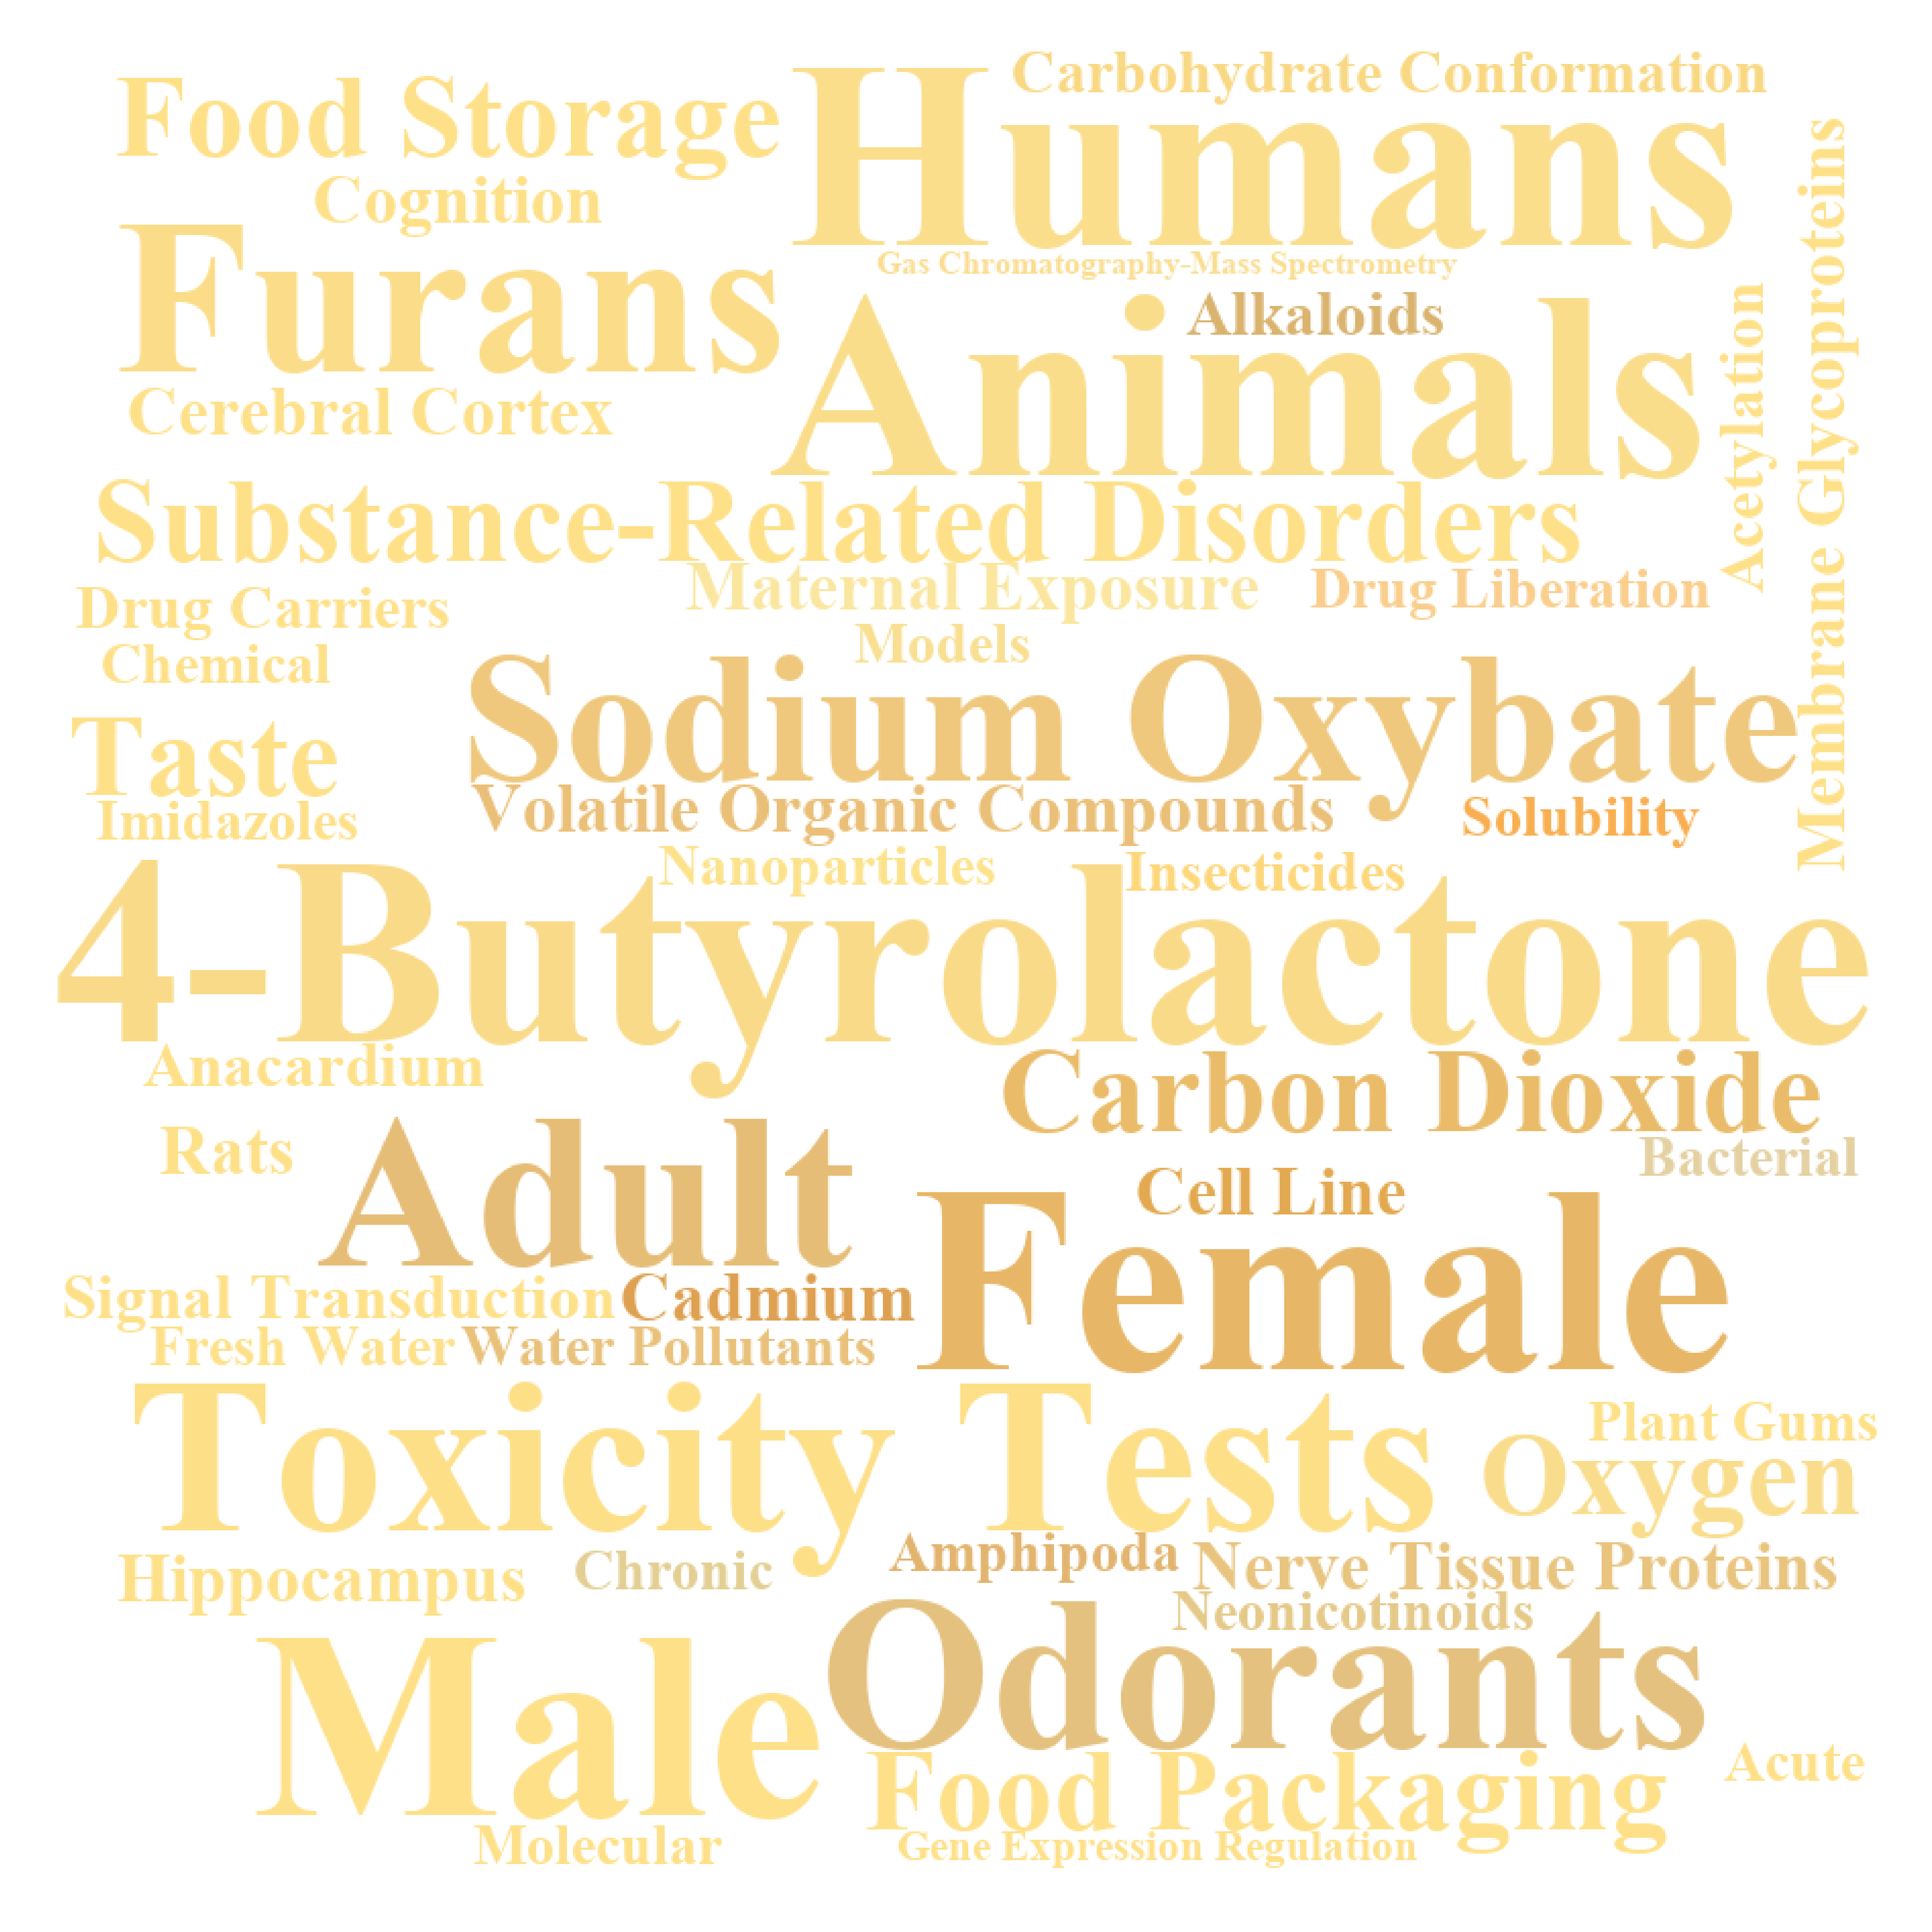 Carbohydrate Conformation
Food Storage
Humans
Cognition
Furans
Gas Chromatography-Mass Spectrometry
Alkaloids
Animals
Acetylation
Membrane Glycoproteins
Cerebral Cortex
Substance-Related Disorders
Drug Carriers
Maternal Exposure
Drug Liberation
Chemical
Models
Sodium Oxybate
Taste
Imidazoles
Volatile Organic Compounds
Solubility
Nanoparticles
Insecticides
4-Butyrolactone
Anacardium
Carbon Dioxide
Rats
Adult
Bacterial
Cell Line
Female
Signal Transduction
Cadmium
Fresh Water
Water Pollutants
Toxicity Tests
Plant Gums
Oxygen
Hippocampus
Chronic
Amphipoda
Nerve Tissue Proteins
Neonicotinoids
Male
Odorants
Food Packaging
Acute
Molecular
Gene Expression Regulation